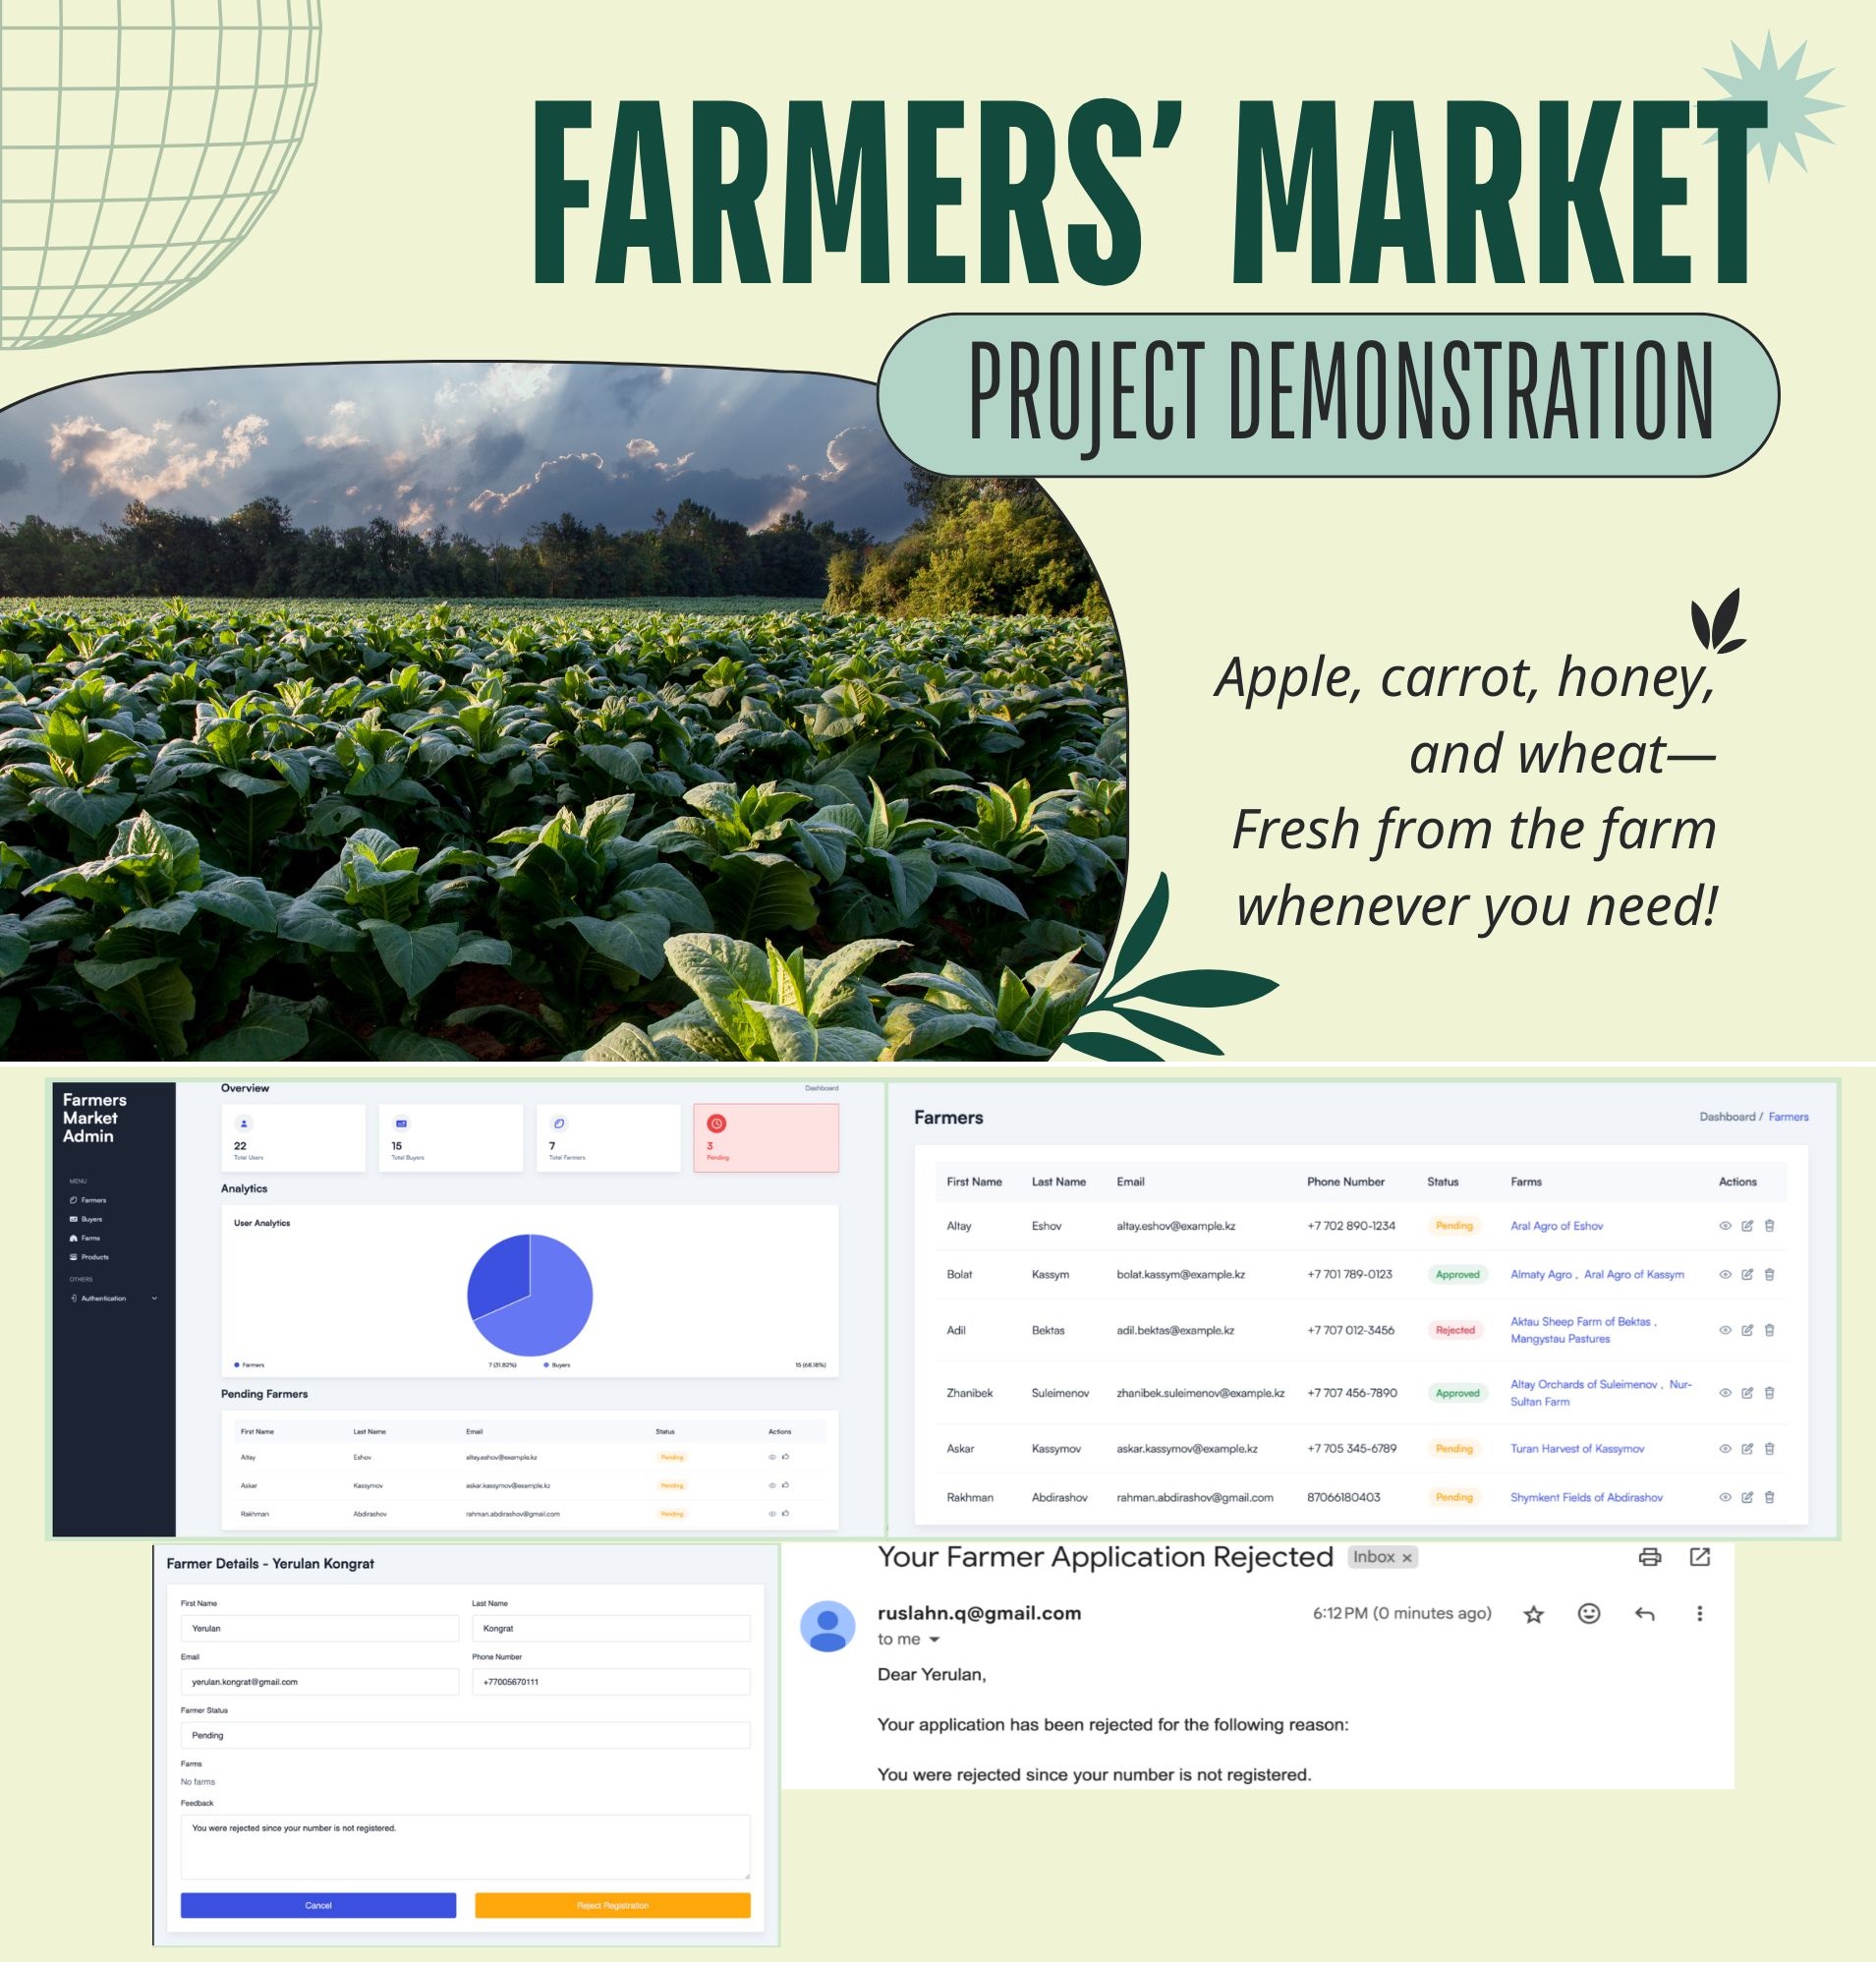 FARMERS’ MARKET
PROJECT DEMONSTRATION
Apple, carrot, honey,
and wheat—
Fresh from the farm
whenever you need!
Farmers
Market
Admin
MENU
Farmers
Buyers
Farms
Products
OTHERS
Authentication
Overview
Dashboard
22
Total Users
15
Total Buyers
7
Total Farmers
3
Pending
Analytics
User Analytics
Farmers 7 (31.82%) Buyers 15 (68.18%)
Pending Farmers
First Name Last Name Email Status Actions
Altay Eshov altay.eshov@example.kz Pending
Askar Kassymov askar.kassymov@example.kz Pending
Rakhman Abdirashov rahman.abdirashov@gmail.com Pending
Farmers
Dashboard / Farmers
First Name Last Name Email Phone Number Status Farms Actions
Altay Eshov altay.eshov@example.kz +7 702 890-1234 Pending Aral Agro of Eshov
Bolat Kassym bolat.kassym@example.kz +7 701 789-0123 Approved Almaty Agro , Aral Agro of Kassym
Adil Bektas adil.bektas@example.kz +7 707 012-3456 Rejected Aktau Sheep Farm of Bektas ,
Mangystau Pastures
Zhanibek Suleimenov zhanibek.suleimenov@example.kz +7 707 456-7890 Approved Altay Orchards of Suleimenov , Nur-
Sultan Farm
Askar Kassymov askar.kassymov@example.kz +7 705 345-6789 Pending Turan Harvest of Kassymov
Rakhman Abdirashov rahman.abdirashov@gmail.com 87066180403 Pending Shymkent Fields of Abdirashov
Farmer Details - Yerulan Kongrat
First Name Last Name
Yerulan Kongrat
Email Phone Number
yerulan.kongrat@gmail.com +77005670111
Farmer Status
Pending
Farms
No farms
Feedback
You were rejected since your number is not registered.
Cancel Reject Registration
Your Farmer Application Rejected Inbox ×
ruslahn.q@gmail.com 6:12 PM (0 minutes ago)
to me
Dear Yerulan,
Your application has been rejected for the following reason:
You were rejected since your number is not registered.